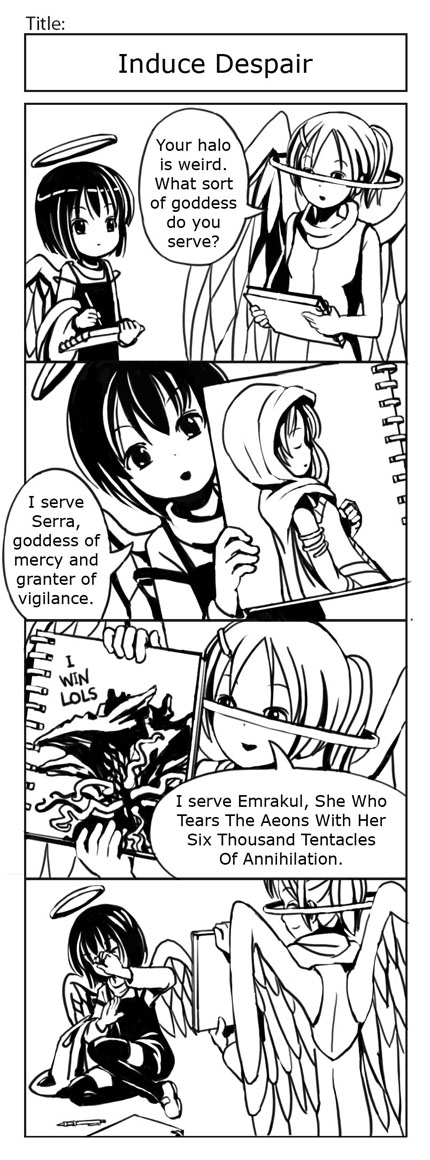 Title:
Induce Despair
Your halo
is weird.
What sort
of goddess
do you
serve?
I serve
Serra,
goddess of
mercy and
granter of
vigilance.
I
WIN
LOLS
I serve Emrakul, She Who
Tears The Aeons With Her
Six Thousand Tentacles
Of Annihilation.